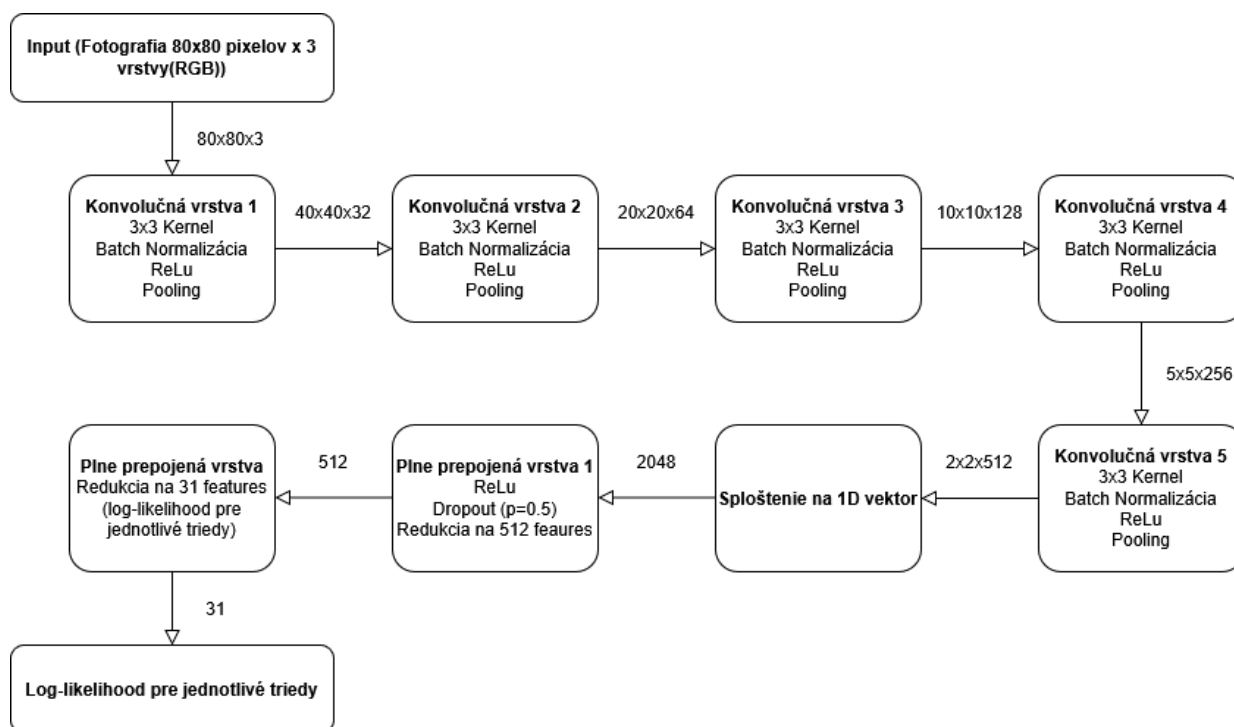 Input (Fotografia 80x80 pixelov x 3
vrstvy(RGB))
80x80x3
Konvolučná vrstva 1
3x3 Kernel
Batch Normalizácia
ReLu
Pooling
40x40x32
Konvolučná vrstva 2
3x3 Kernel
Batch Normalizácia
ReLu
Pooling
20x20x64
Konvolučná vrstva 3
3x3 Kernel
Batch Normalizácia
ReLu
Pooling
10x10x128
Konvolučná vrstva 4
3x3 Kernel
Batch Normalizácia
ReLu
Pooling
5x5x256
Konvolučná vrstva 5
3x3 Kernel
Batch Normalizácia
ReLu
Pooling
2x2x512
Sploštenie na 1D vektor
2048
Plne prepojená vrstva 1
ReLu
Dropout (p=0.5)
Redukcia na 512 feaures
512
Plne prepojená vrstva
Redukcia na 31 features
(log-likelihood pre
jednotlivé triedy)
31
Log-likelihood pre jednotlivé triedy